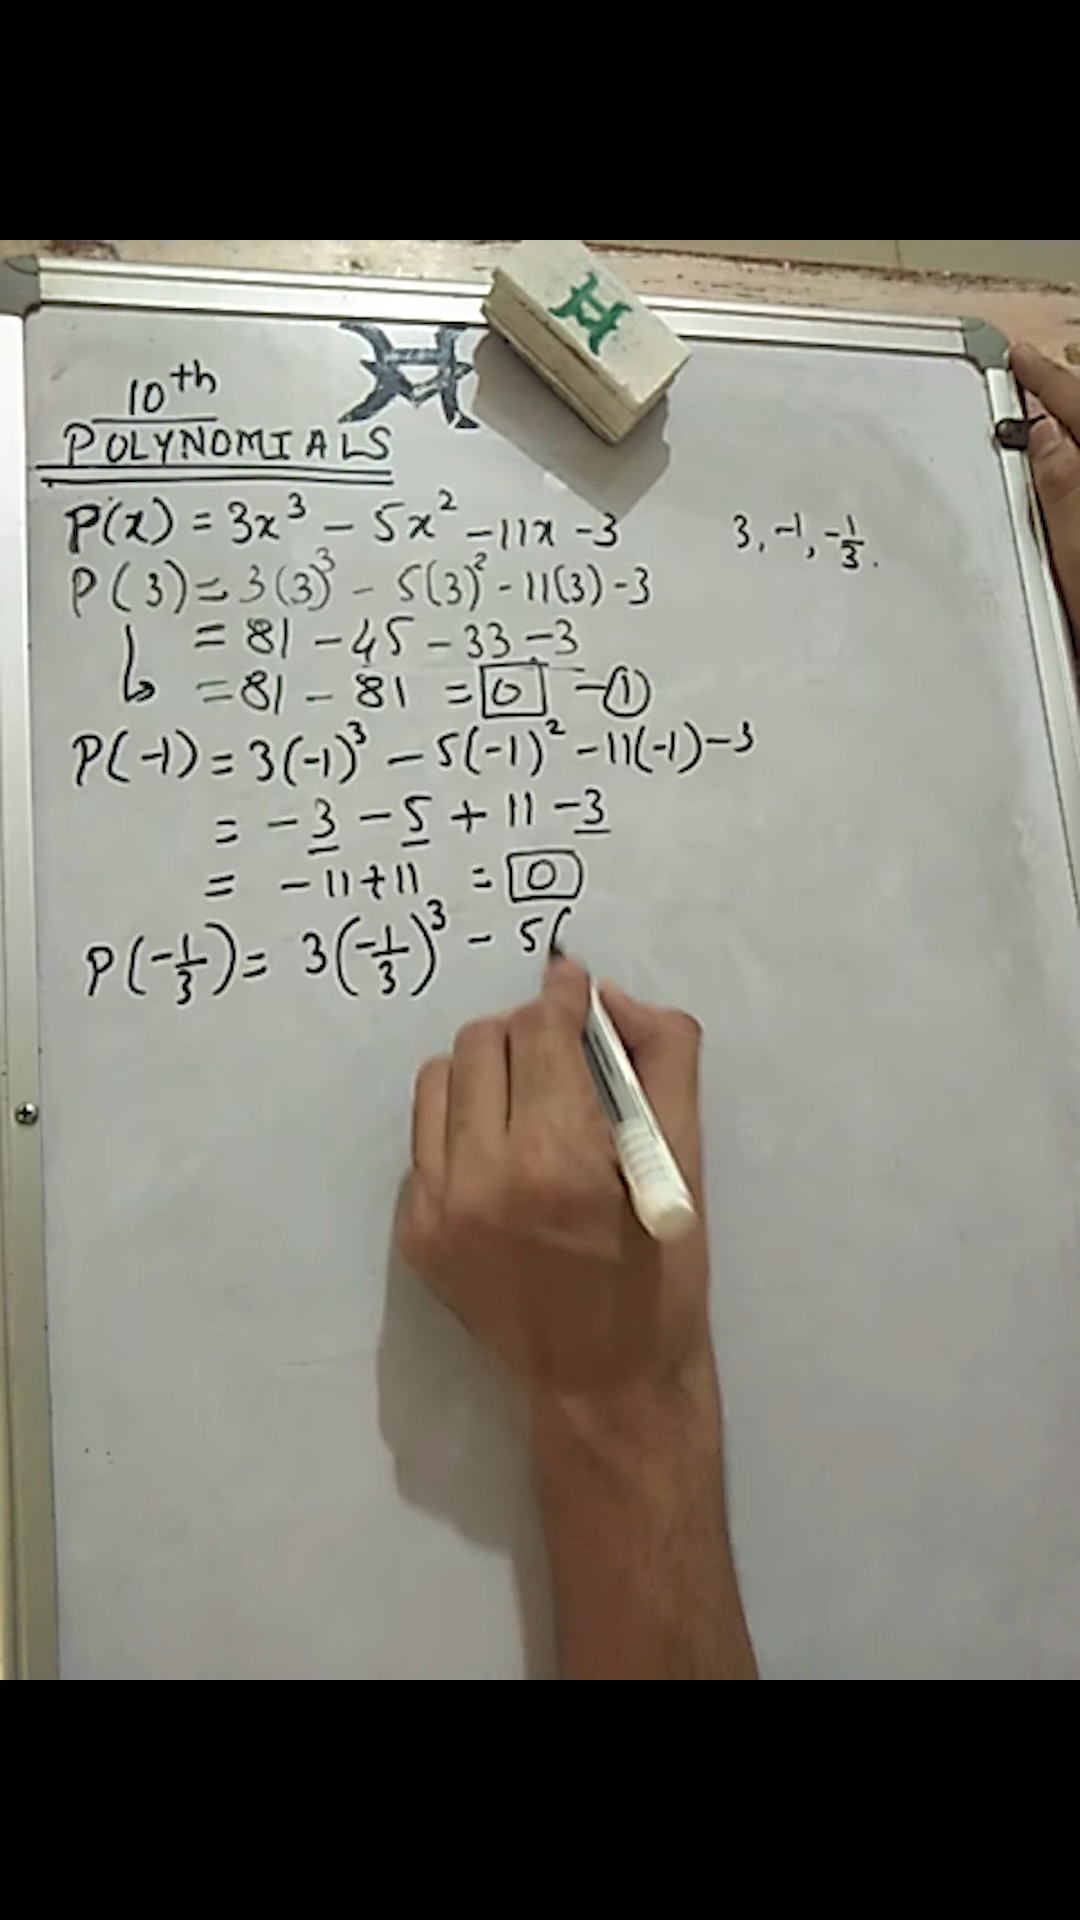 10th
POLYNOMIALS
P(x) = 3x³ - 5x² - 11x - 3
3, -1, -1/3.
P(3) = 3(3)³ - 5(3)² - 11(3) - 3
= 81 - 45 - 33 - 3
↳ = 81 - 81 = 0 - ①
P(-1) = 3(-1)³ - 5(-1)² - 11(-1) - 3
= -3 - 5 + 11 - 3
= -11 + 11 = 0
P(-1/3) = 3(-1/3)³ - 5(